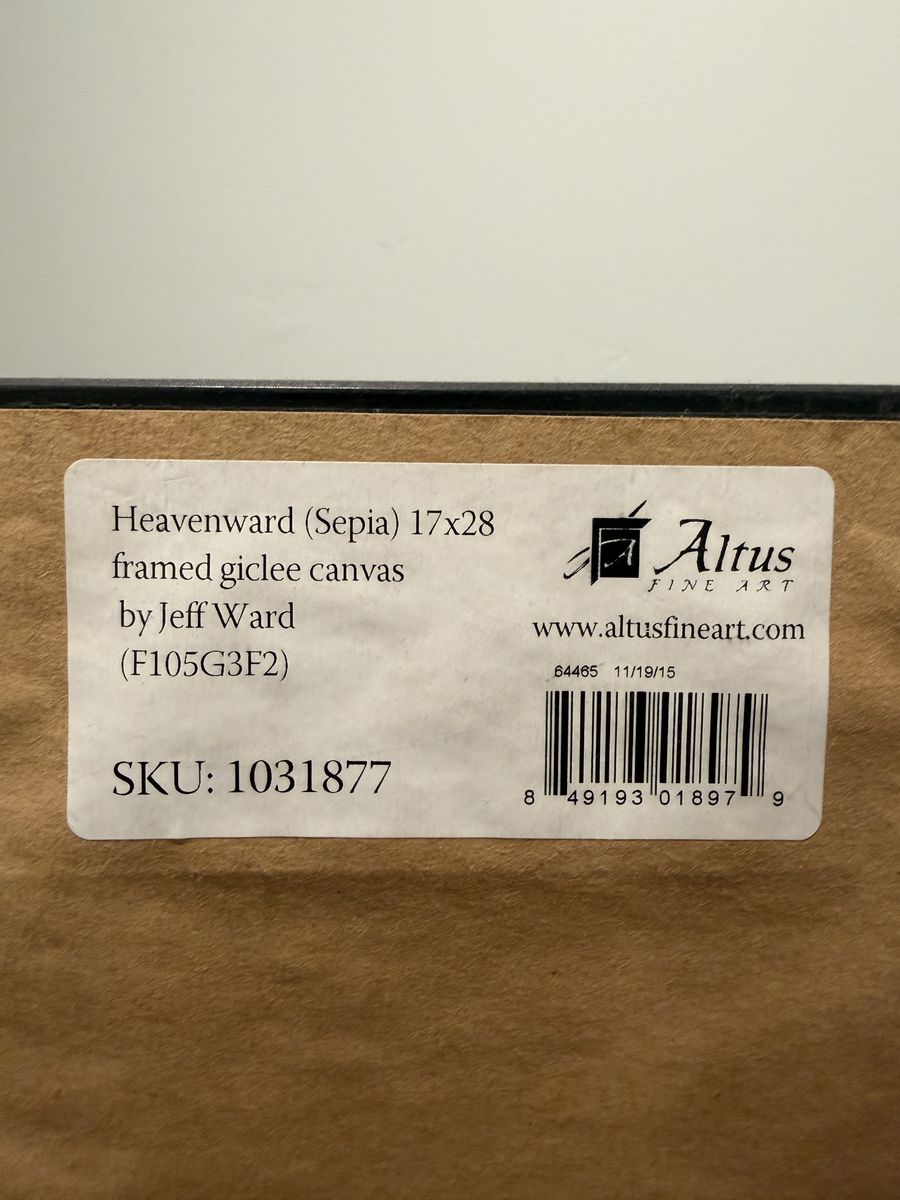 Heavenward (Sepia) 17x28
framed giclee canvas
by Jeff Ward
(F105G3F2)
SKU: 1031877
Altus
FINE ART
www.altusfineart.com
64465 11/19/15
8 49193 01897 9